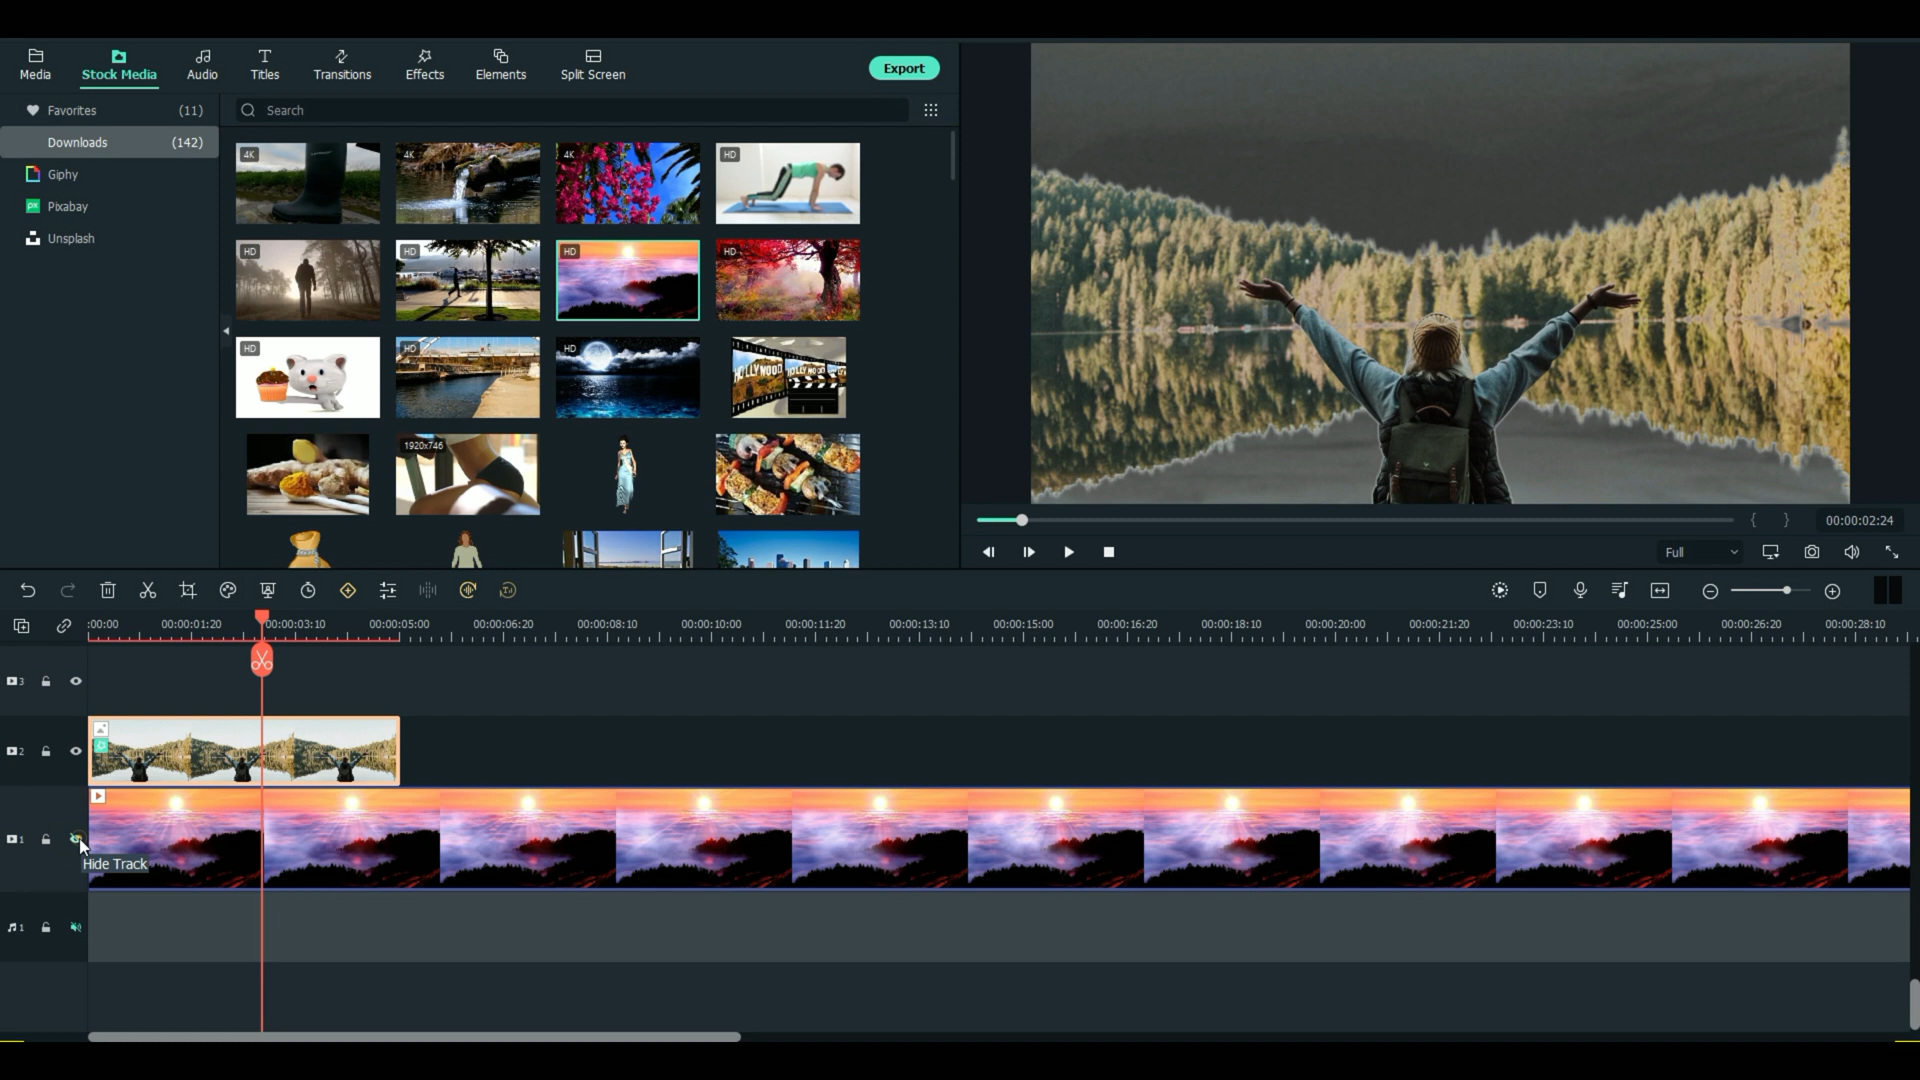 Media
Stock Media
Audio
Titles
Transitions
Effects
Elements
Split Screen
Export
Favorites (11)
Search
Downloads (142)
Giphy
Pixabay
Unsplash
4K
4K
4K
HD
HD
HD
HD
HD
HD
HD
HD
HOLLYWOOD
HOLLYWOOD
1920x746
00:00:02:24
Full
:00:00
00:00:01:20
00:00:03:10
00:00:05:00
00:00:06:20
00:00:08:10
00:00:10:00
00:00:11:20
00:00:13:10
00:00:15:00
00:00:16:20
00:00:18:10
00:00:20:00
00:00:21:20
00:00:23:10
00:00:25:00
00:00:26:20
00:00:28:10
3
2
1
Hide Track
1